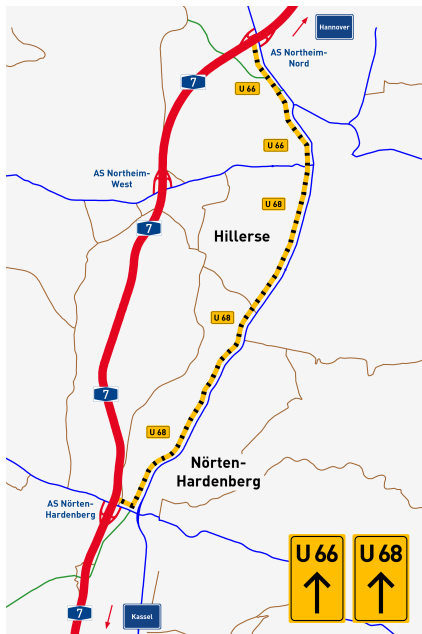 Hannover
AS Northeim-
Nord
7
U 66
U 66
AS Northeim-
West
U 68
7
Hillerse
U 68
7
U 68
Nörten-
Hardenberg
AS Nörten-
Hardenberg
U 66
U 68
7
Kassel